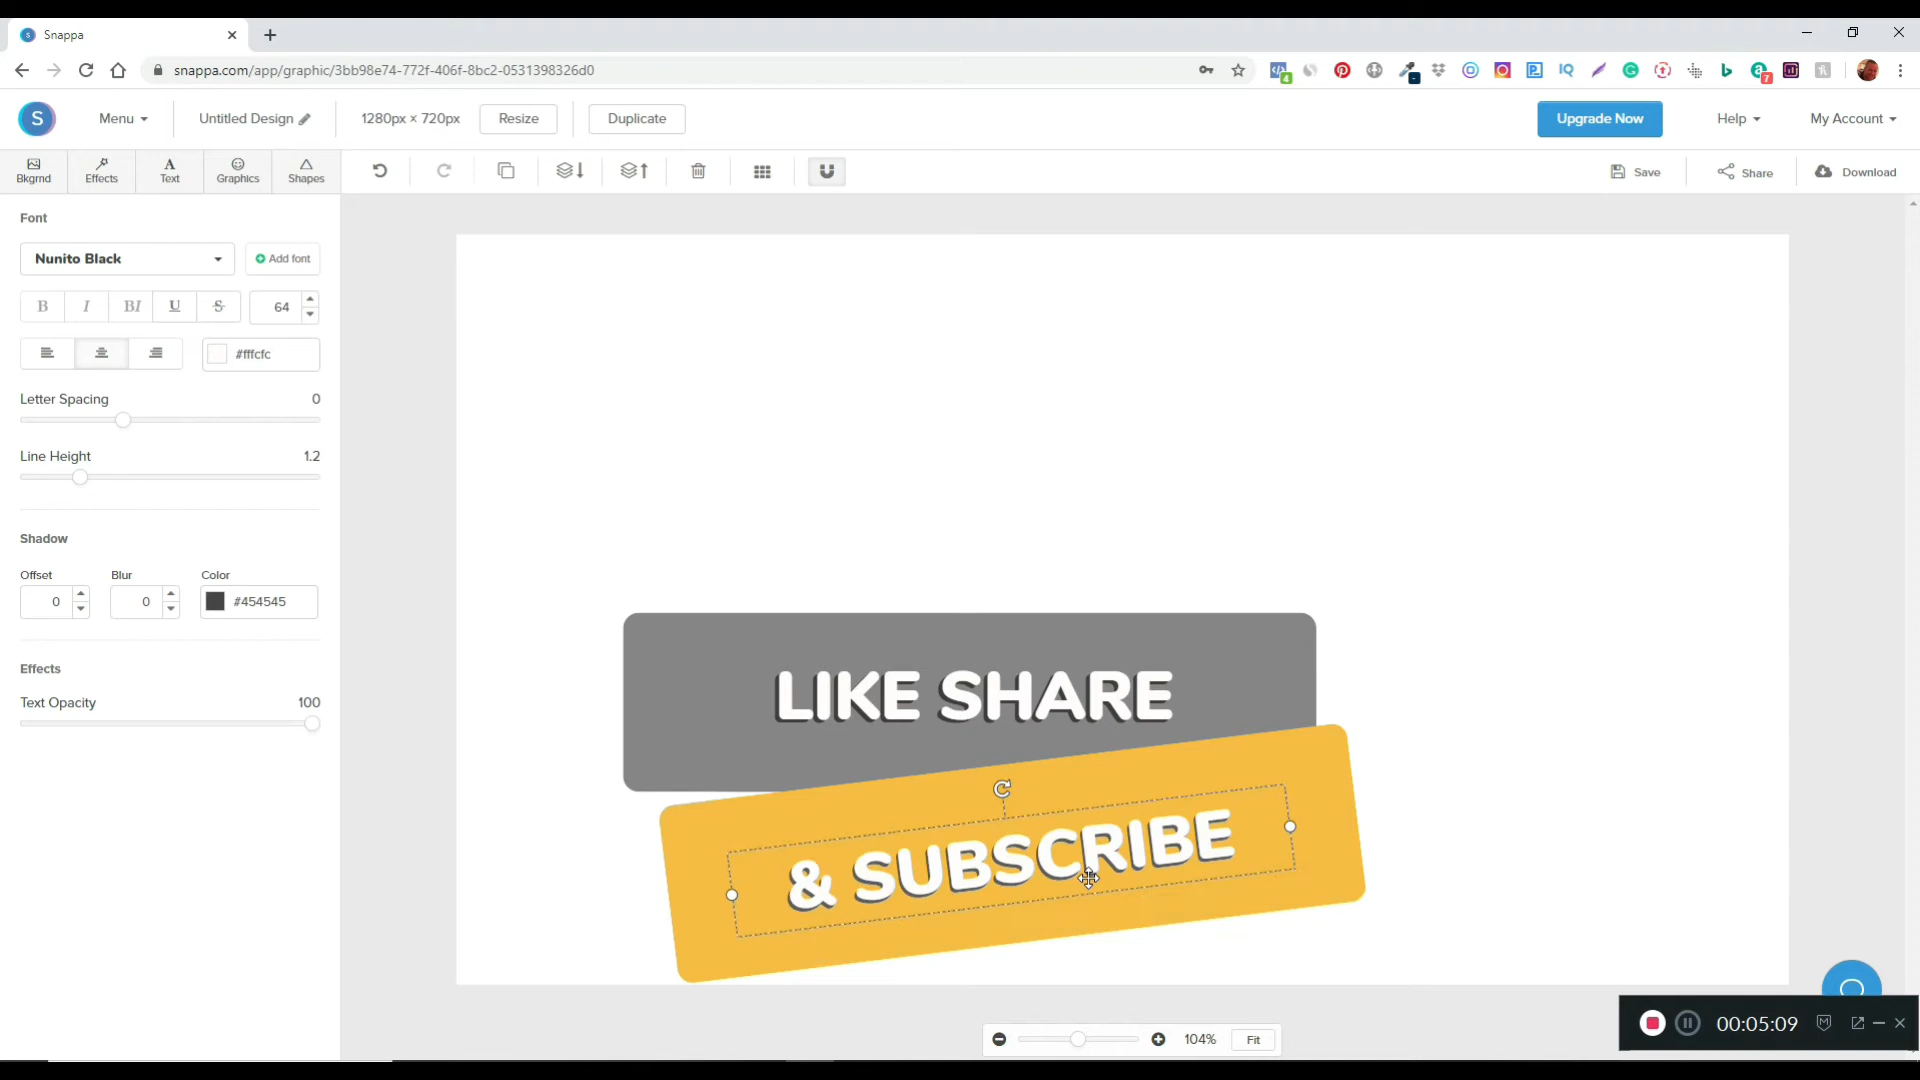 Snappa
snappa.com/app/graphic/3bb98e74-772f-406f-8bc2-0531398326d0
S Menu Untitled Design 1280px × 720px Resize Duplicate Upgrade Now Help My Account
Bkgrnd Effects Text Graphics Shapes Save Share Download
Font
Nunito Black Add font
B I BI U S 64
#fffcfc
Letter Spacing 0
Line Height 1.2
Shadow
Offset Blur Color
0 0 #454545
Effects
Text Opacity 100
LIKE SHARE
& SUBSCRIBE
00:05:09
104% Fit